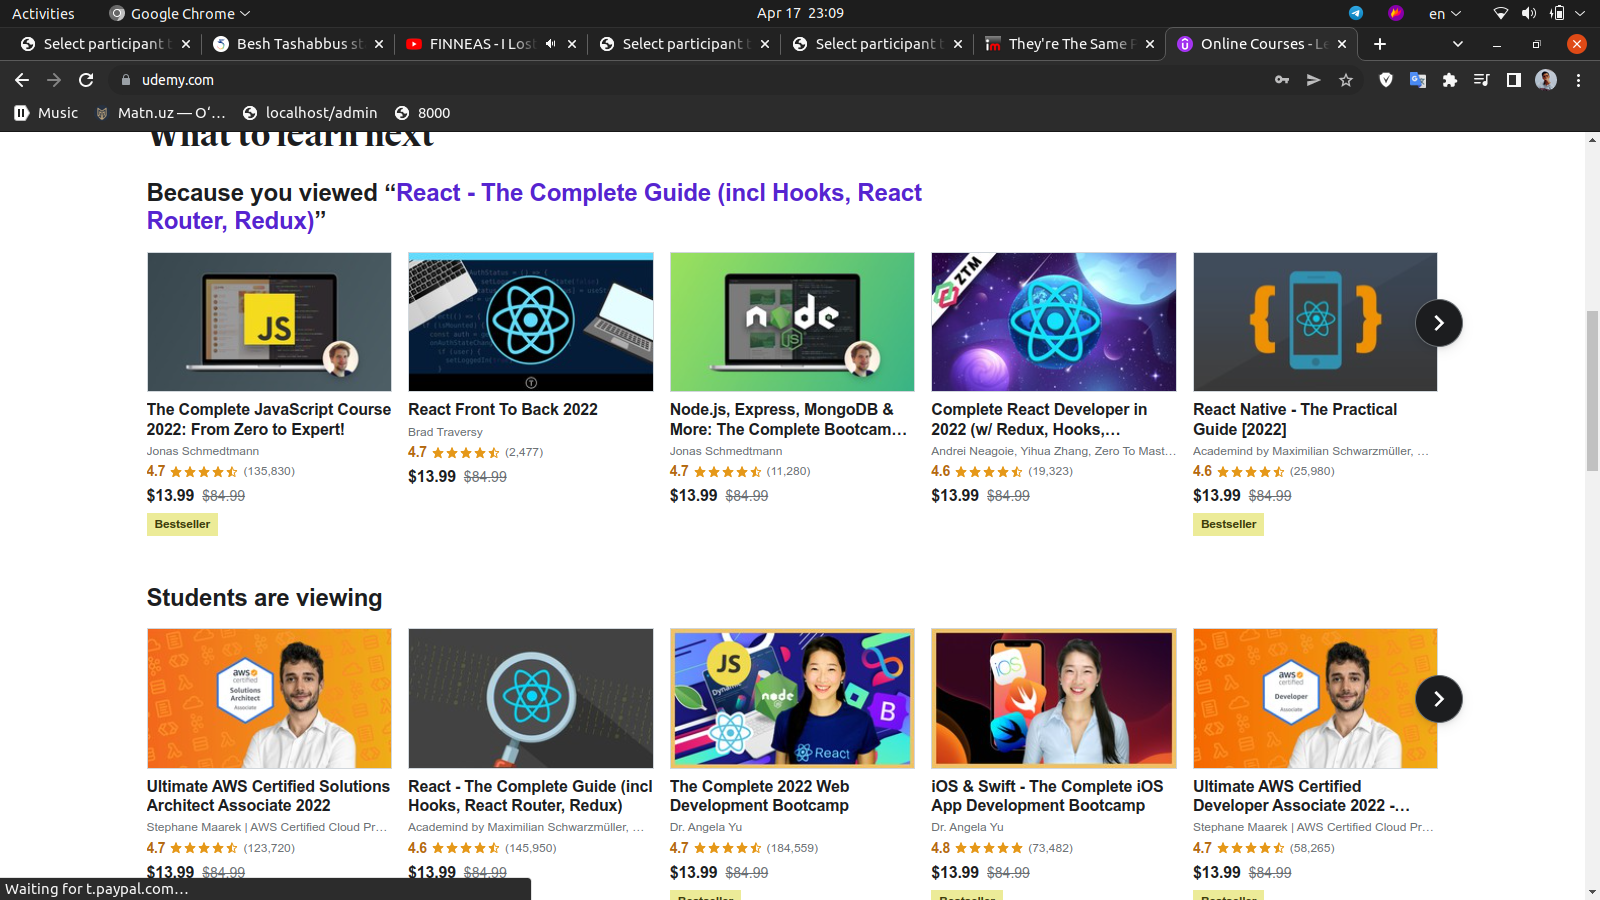 Activities
Google Chrome
Apr 17 23:09
en
Select participant t
Besh Tashabbus st
FINNEAS - I Los
Select participant t
Select participant t
They're The Same P
Online Courses - Le
udemy.com
Music
Matn.uz — Oʻ…
localhost/admin
8000
What to learn next
Because you viewed “React - The Complete Guide (incl Hooks, React
Router, Redux)”
JS
node
JS
ZTM
The Complete JavaScript Course
2022: From Zero to Expert!
Jonas Schmedtmann
4.7 (135,830)
$13.99 $84.99
Bestseller
React Front To Back 2022
Brad Traversy
4.7 (2,477)
$13.99 $84.99
Node.js, Express, MongoDB &
More: The Complete Bootcam…
Jonas Schmedtmann
4.7 (11,280)
$13.99 $84.99
Complete React Developer in
2022 (w/ Redux, Hooks,…
Andrei Neagoie, Yihua Zhang, Zero To Mast…
4.6 (19,323)
$13.99 $84.99
React Native - The Practical
Guide [2022]
Academind by Maximilian Schwarzmüller, …
4.6 (25,980)
$13.99 $84.99
Bestseller
Students are viewing
aws
certified
Solutions
Architect
Associate
JS
node
B
React
iOS
aws
certified
Developer
Associate
Ultimate AWS Certified Solutions
Architect Associate 2022
Stephane Maarek | AWS Certified Cloud Pr…
4.7 (123,720)
$13.99 $84.99
React - The Complete Guide (incl
Hooks, React Router, Redux)
Academind by Maximilian Schwarzmüller, …
4.6 (145,950)
$13.99 $84.99
The Complete 2022 Web
Development Bootcamp
Dr. Angela Yu
4.7 (184,559)
$13.99 $84.99
Bestseller
iOS & Swift - The Complete iOS
App Development Bootcamp
Dr. Angela Yu
4.8 (73,482)
$13.99 $84.99
Bestseller
Ultimate AWS Certified
Developer Associate 2022 -…
Stephane Maarek | AWS Certified Cloud Pr…
4.7 (58,265)
$13.99 $84.99
Bestseller
Waiting for t.paypal.com…